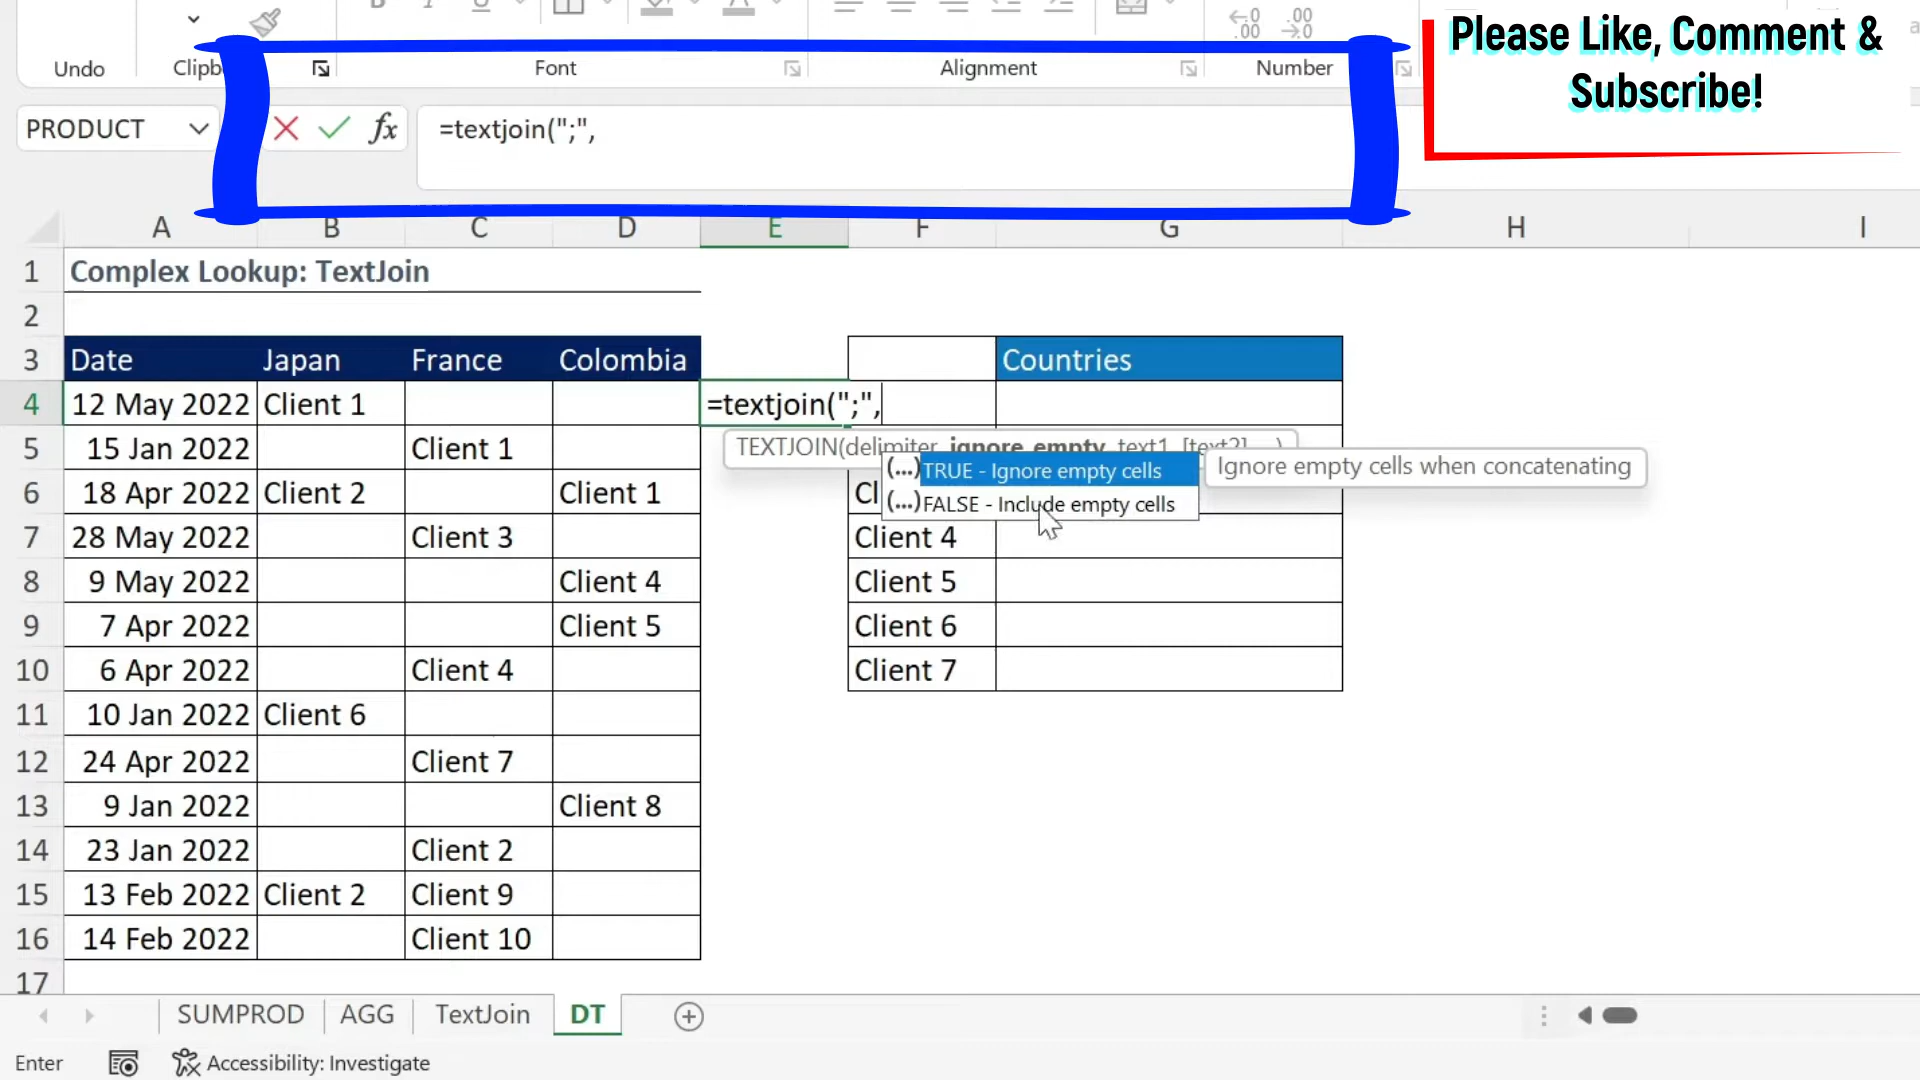 Please Like, Comment &
Subscribe!
Undo
Clipb
Font
Alignment
Number
PRODUCT
fx
=textjoin(";",
A B C D E F G H I
1 Complex Lookup: TextJoin
2
3 Date Japan France Colombia Countries
4 12 May 2022 Client 1 =textjoin(";",
TEXTJOIN(delimiter, ignore_empty, text1, [text2], ...)
5 15 Jan 2022 Client 1
(...) TRUE - Ignore empty cells Ignore empty cells when concatenating
6 18 Apr 2022 Client 2 Client 1 Cl
(...) FALSE - Include empty cells
7 28 May 2022 Client 3 Client 4
8 9 May 2022 Client 4 Client 5
9 7 Apr 2022 Client 5 Client 6
10 6 Apr 2022 Client 4 Client 7
11 10 Jan 2022 Client 6
12 24 Apr 2022 Client 7
13 9 Jan 2022 Client 8
14 23 Jan 2022 Client 2
15 13 Feb 2022 Client 2 Client 9
16 14 Feb 2022 Client 10
17
SUMPROD AGG TextJoin DT
Enter Accessibility: Investigate